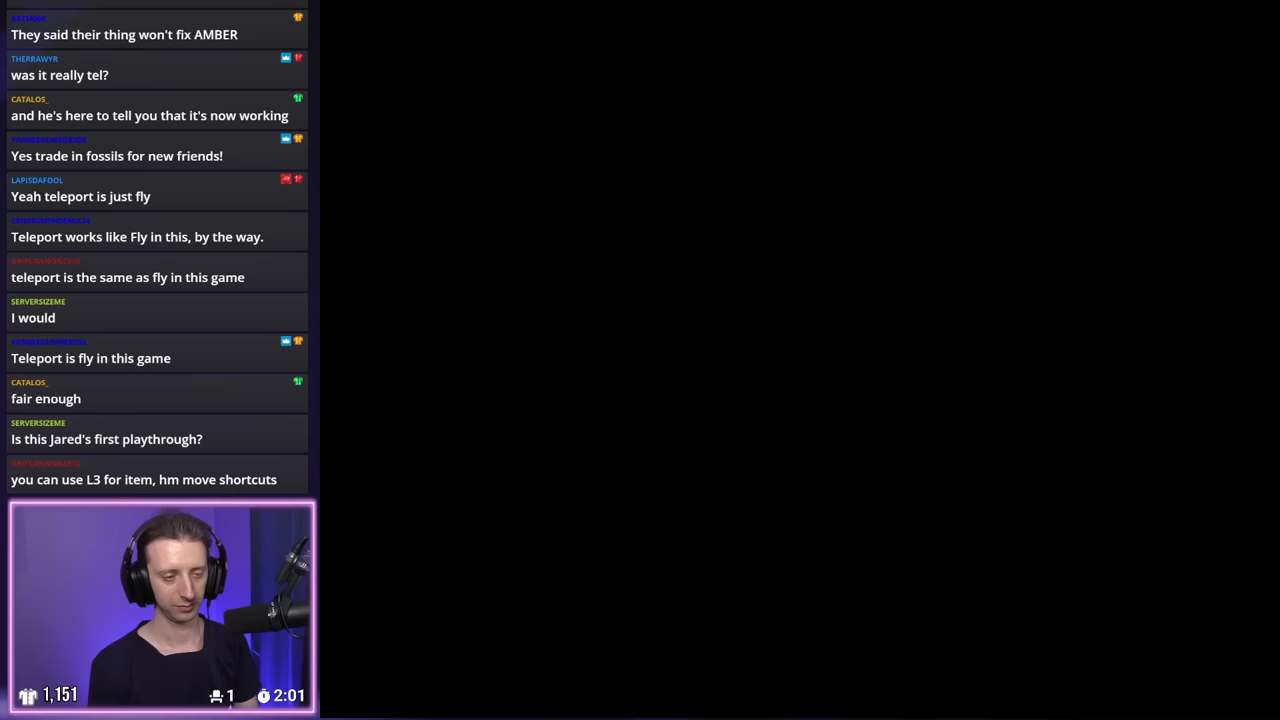 They said their thing won't fix AMBER
THERRAWYR
was it really tel?
CATALOS_
and he's here to tell you that it's now working
Yes trade in fossils for new friends!
LAPISDAFOOL
Yeah teleport is just fly
Teleport works like Fly in this, by the way.
teleport is the same as fly in this game
SERVERSIZEME
I would
Teleport is fly in this game
CATALOS_
fair enough
SERVERSIZEME
Is this Jared's first playthrough?
you can use L3 for item, hm move shortcuts
1,151
1
2:01